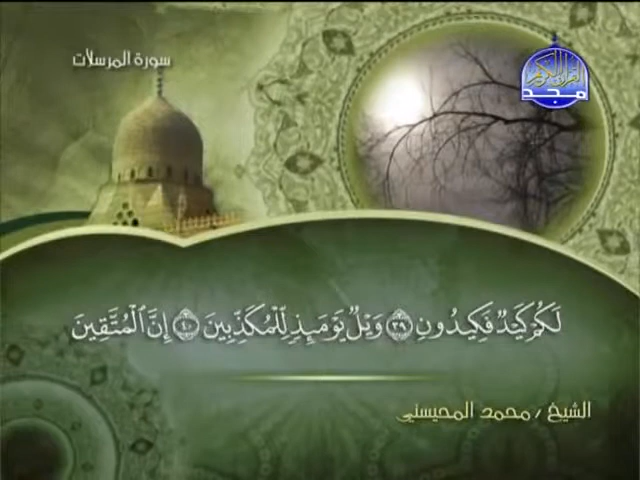 سورة المرسلات
القرآن الكريم
مجد
لَكُمْ كَيْدٌ فَكِيدُونِ ٣٩ وَيْلٌ يَوْمَئِذٍ لِّلْمُكَذِّبِينَ ٤٠ إِنَّ الْمُتَّقِينَ
الشيخ / محمد المحيسني